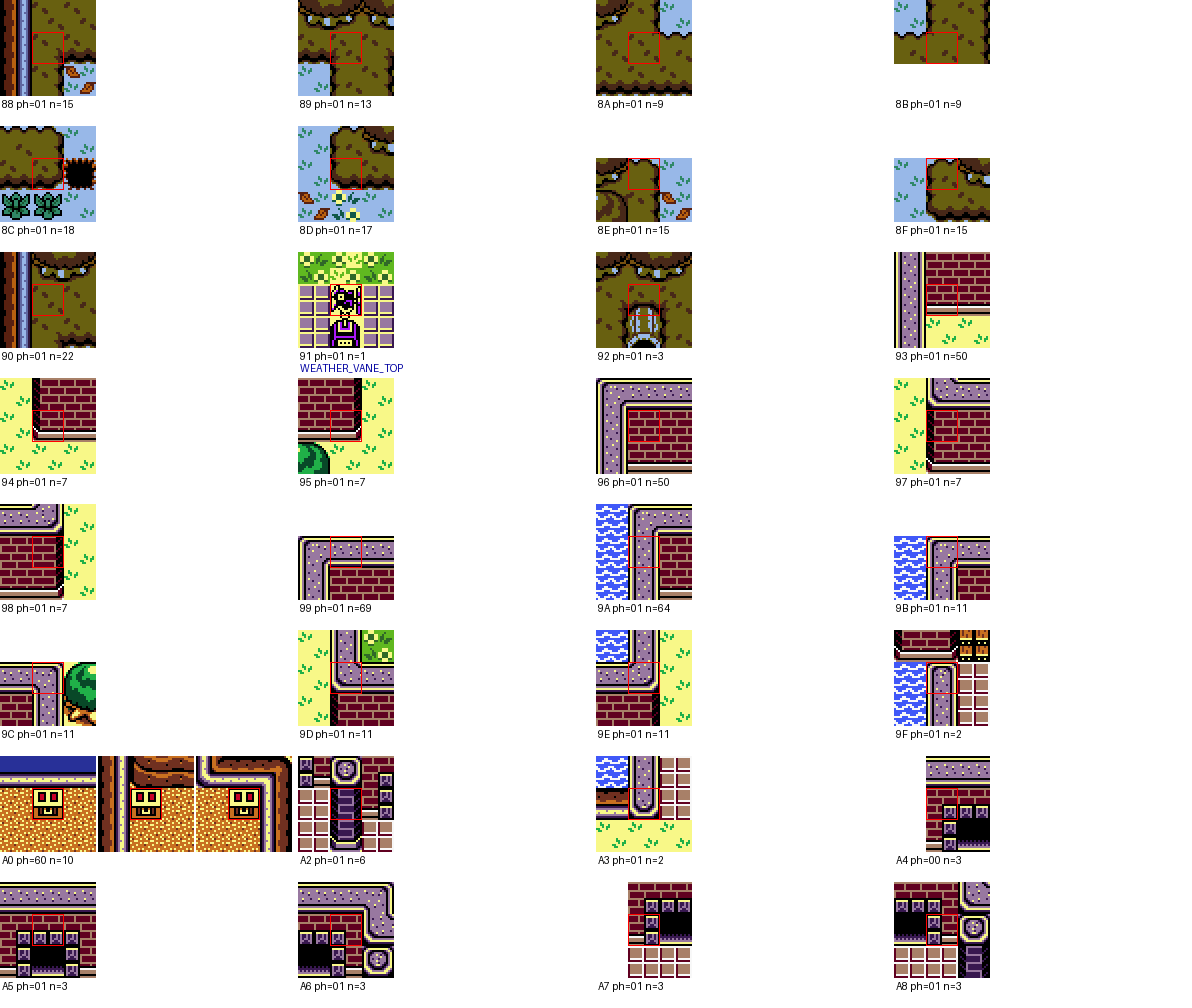 88 ph=01 n=15
89 ph=01 n=13
8A ph=01 n=9
8B ph=01 n=9
8C ph=01 n=18
8D ph=01 n=17
8E ph=01 n=15
8F ph=01 n=15
90 ph=01 n=22
91 ph=01 n=1
WEATHER_VANE_TOP
92 ph=01 n=3
93 ph=01 n=50
94 ph=01 n=7
95 ph=01 n=7
96 ph=01 n=50
97 ph=01 n=7
98 ph=01 n=7
99 ph=01 n=69
9A ph=01 n=64
9B ph=01 n=11
9C ph=01 n=11
9D ph=01 n=11
9E ph=01 n=11
9F ph=01 n=2
A0 ph=60 n=10
A2 ph=01 n=6
A3 ph=01 n=2
A4 ph=00 n=3
A5 ph=01 n=3
A6 ph=01 n=3
A7 ph=01 n=3
A8 ph=01 n=3